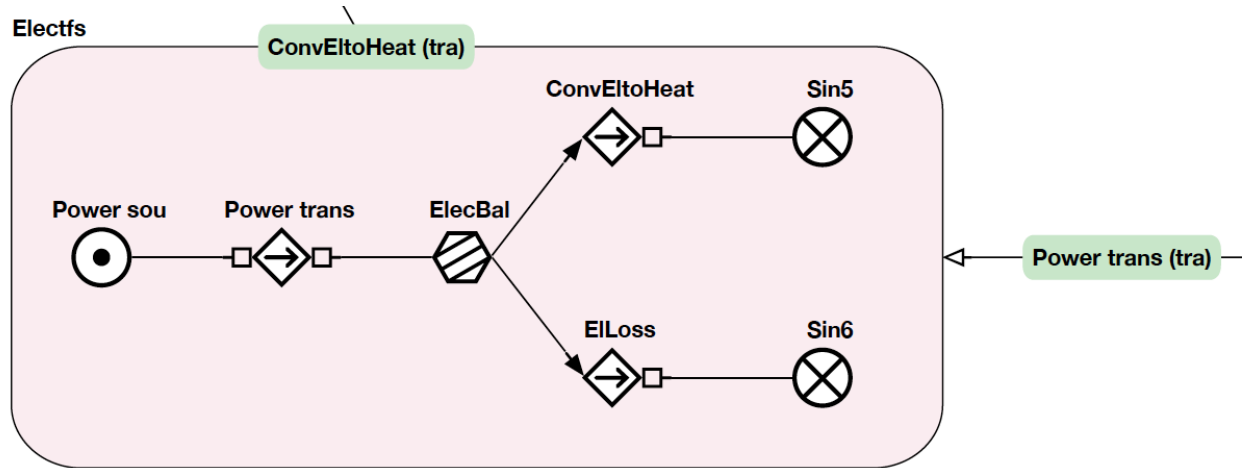 Electfs
ConvEltoHeat (tra)
ConvEltoHeat
Sin5
Power sou
Power trans
ElecBal
Power trans (tra)
ElLoss
Sin6